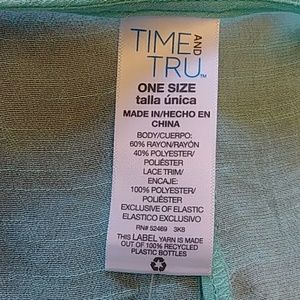 TIME AND
TRU™
ONE SIZE
talla única
MADE IN/HECHO EN
CHINA
BODY/CUERPO:
60% RAYON/RAYÓN
40% POLYESTER/
POLIÉSTER
LACE TRIM/
ENCAJE:
100% POLYESTER/
POLIÉSTER
EXCLUSIVE OF ELASTIC
ELASTICO EXCLUSIVO
RN# 52469 3KB
THIS LABEL YARN IS MADE
OUT OF 100% RECYCLED
PLASTIC BOTTLES